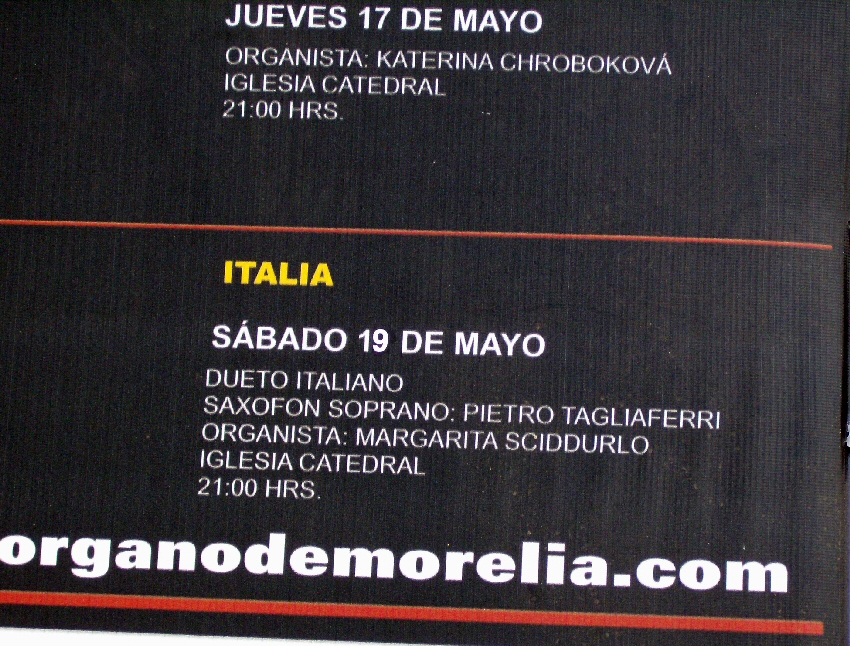 JUEVES 17 DE MAYO
ORGANISTA: KATERINA CHROBOKOVÁ
IGLESIA CATEDRAL
21:00 HRS.
ITALIA
SÁBADO 19 DE MAYO
DUETO ITALIANO
SAXOFON SOPRANO: PIETRO TAGLIAFERRI
ORGANISTA: MARGARITA SCIDDURLO
IGLESIA CATEDRAL
21:00 HRS.
organodemorelia.com